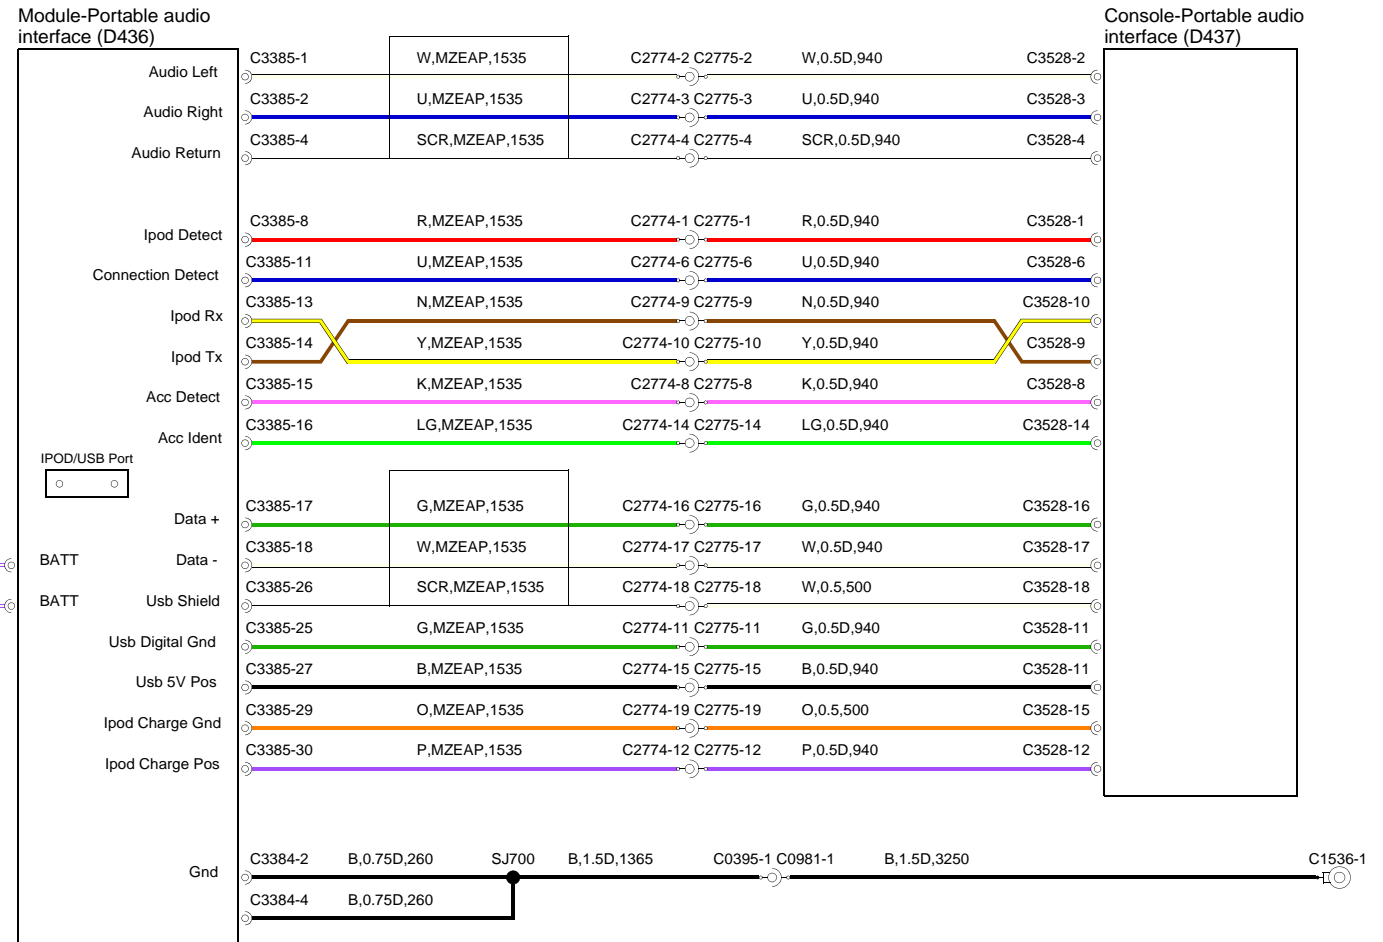 Module-Portable audio
interface (D436)
Console-Portable audio
interface (D437)
Audio Left C3385-1 W,MZEAP,1535 C2774-2 C2775-2 W,0.5D,940 C3528-2
Audio Right C3385-2 U,MZEAP,1535 C2774-3 C2775-3 U,0.5D,940 C3528-3
Audio Return C3385-4 SCR,MZEAP,1535 C2774-4 C2775-4 SCR,0.5D,940 C3528-4
Ipod Detect C3385-8 R,MZEAP,1535 C2774-1 C2775-1 R,0.5D,940 C3528-1
Connection Detect C3385-11 U,MZEAP,1535 C2774-6 C2775-6 U,0.5D,940 C3528-6
Ipod Rx C3385-13 N,MZEAP,1535 C2774-9 C2775-9 N,0.5D,940 C3528-10
Ipod Tx C3385-14 Y,MZEAP,1535 C2774-10 C2775-10 Y,0.5D,940 C3528-9
Acc Detect C3385-15 K,MZEAP,1535 C2774-8 C2775-8 K,0.5D,940 C3528-8
Acc Ident C3385-16 LG,MZEAP,1535 C2774-14 C2775-14 LG,0.5D,940 C3528-14
IPOD/USB Port
Data + C3385-17 G,MZEAP,1535 C2774-16 C2775-16 G,0.5D,940 C3528-16
BATT Data - C3385-18 W,MZEAP,1535 C2774-17 C2775-17 W,0.5D,940 C3528-17
BATT Usb Shield C3385-26 SCR,MZEAP,1535 C2774-18 C2775-18 W,0.5,500 C3528-18
Usb Digital Gnd C3385-25 G,MZEAP,1535 C2774-11 C2775-11 G,0.5D,940 C3528-11
Usb 5V Pos C3385-27 B,MZEAP,1535 C2774-15 C2775-15 B,0.5D,940 C3528-11
Ipod Charge Gnd C3385-29 O,MZEAP,1535 C2774-19 C2775-19 O,0.5,500 C3528-15
Ipod Charge Pos C3385-30 P,MZEAP,1535 C2774-12 C2775-12 P,0.5D,940 C3528-12
Gnd C3384-2 B,0.75D,260 SJ700 B,1.5D,1365 C0395-1 C0981-1 B,1.5D,3250 C1536-1
C3384-4 B,0.75D,260